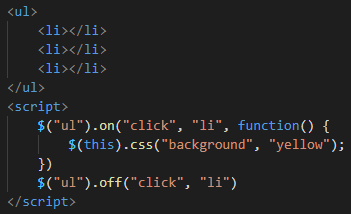 <ul>
    <li></li>
    <li></li>
    <li></li>
</ul>
<script>
    $("ul").on("click", "li", function() {
        $(this).css("background", "yellow");
    })
    $("ul").off("click", "li")
</script>